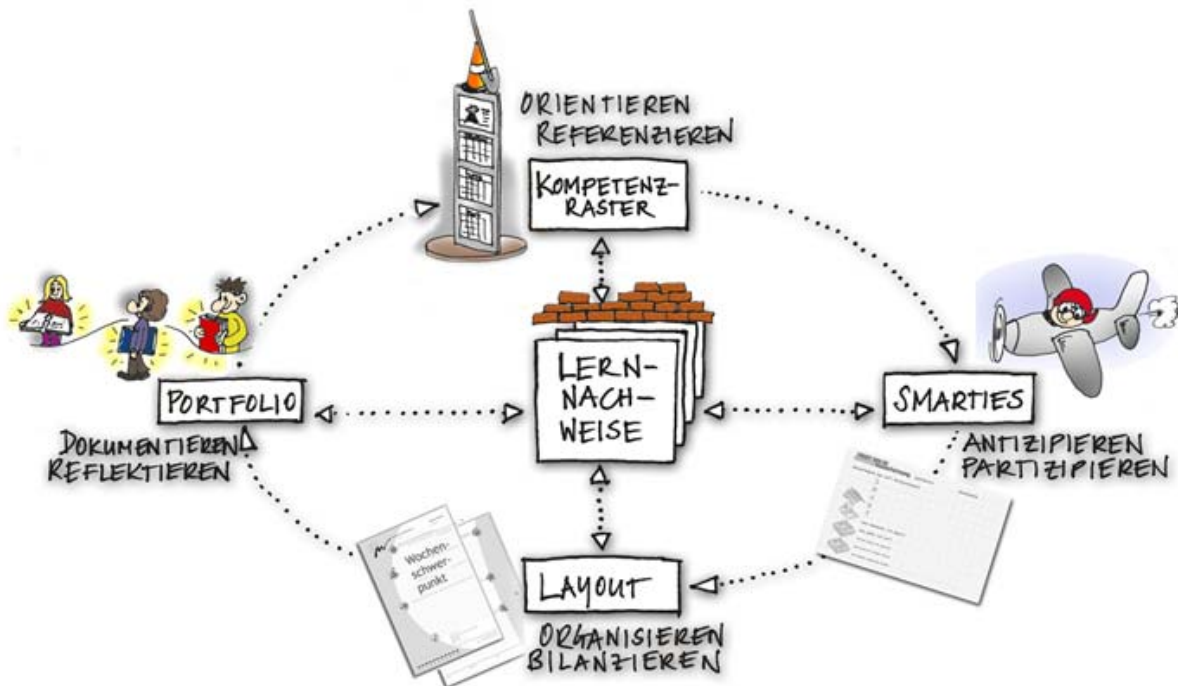 ORIENTIEREN
REFERENZIEREN
KOMPETENZ-
RASTER
LERN-
NACH-
WEISE
PORTFOLIO
DOKUMENTIEREN
REFLEKTIEREN
SMARTIES
ANTIZIPIEREN
PARTIZIPIEREN
Wochen-
schwer-
punkt
LAYOUT
ORGANISIEREN
BILANZIEREN